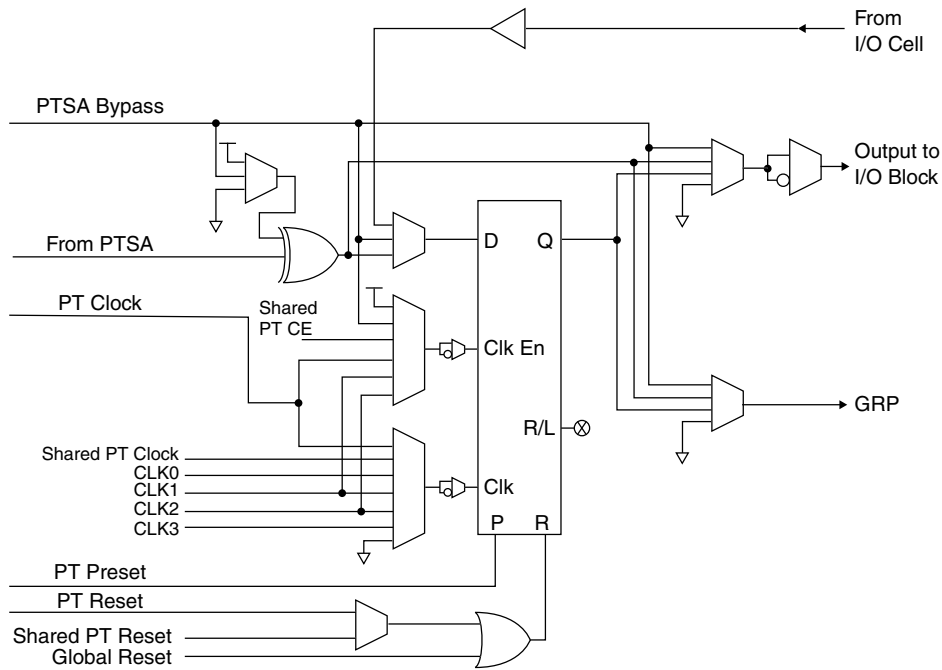 From
I/O Cell
PTSA Bypass
Output to
I/O Block
From PTSA
D
Q
PT Clock
Shared
PT CE
Clk En
GRP
R/L
Shared PT Clock
CLK0
CLK1
CLK2
CLK3
Clk
P
R
PT Preset
PT Reset
Shared PT Reset
Global Reset